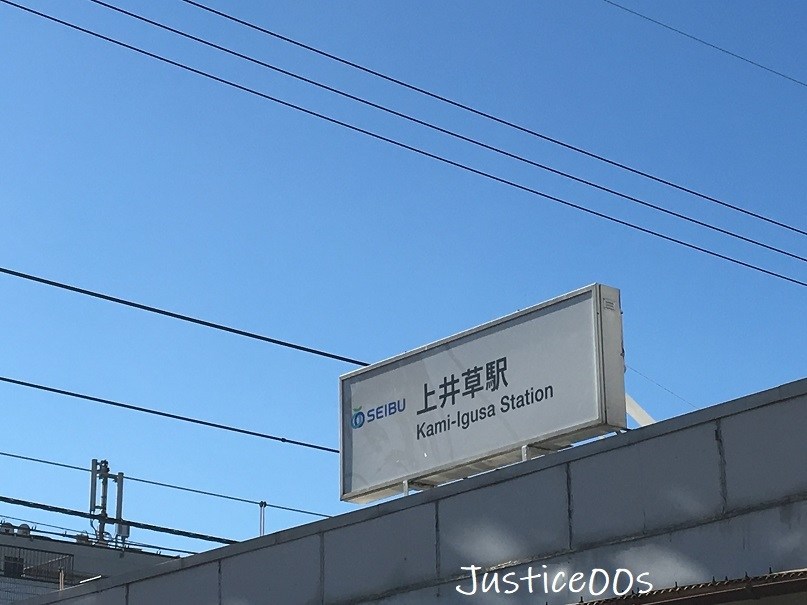 SEIBU 上井草駅
Kami-Igusa Station
Justice00s